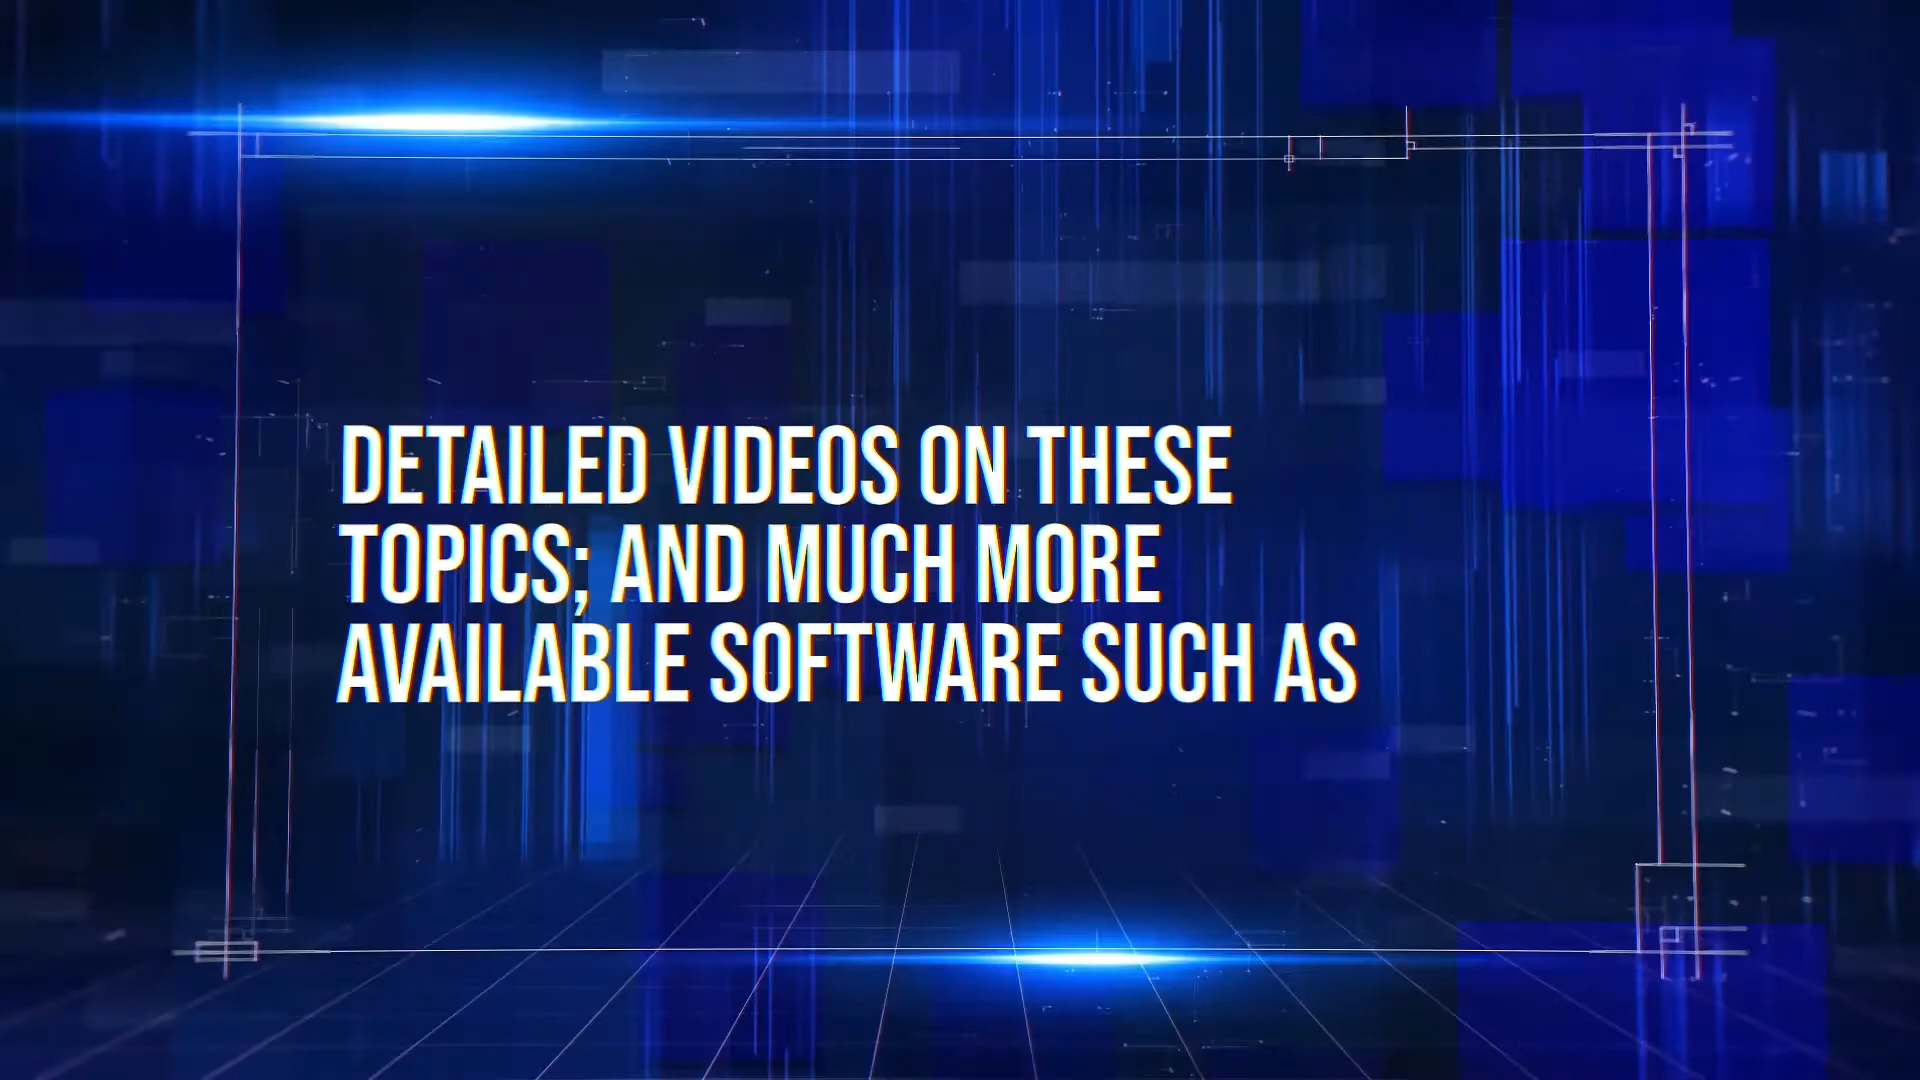 DETAILED VIDEOS ON THESE
TOPICS; AND MUCH MORE
AVAILABLE SOFTWARE SUCH AS